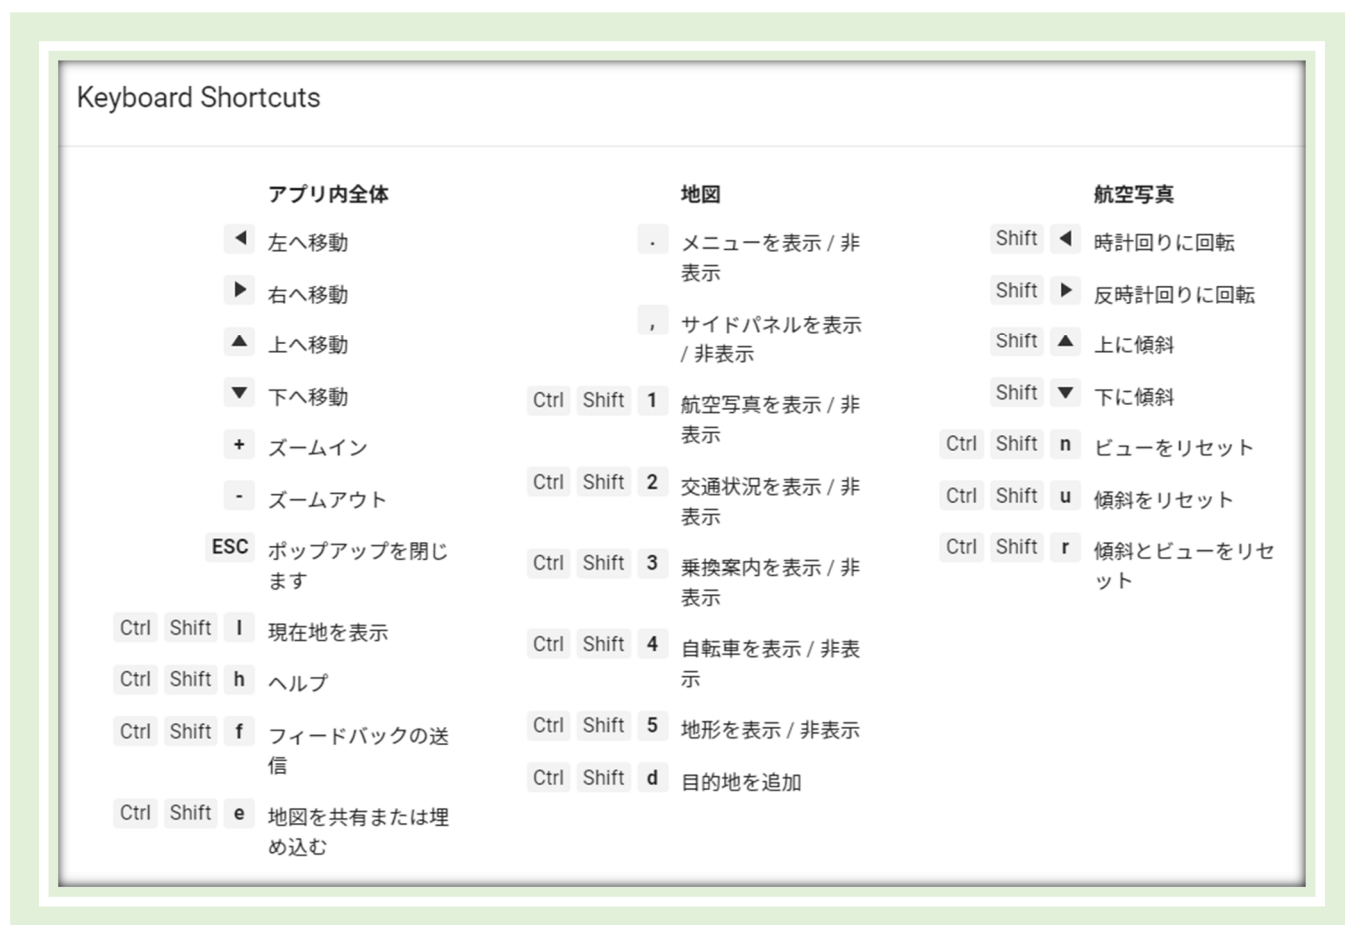 Keyboard Shortcuts
アプリ内全体
◀ 左へ移動
▶ 右へ移動
▲ 上へ移動
▼ 下へ移動
+ ズームイン
- ズームアウト
ESC ポップアップを閉じ
ます
Ctrl Shift l 現在地を表示
Ctrl Shift h ヘルプ
Ctrl Shift f フィードバックの送
信
Ctrl Shift e 地図を共有または埋
め込む
地図
. メニューを表示 / 非
表示
, サイドパネルを表示
/ 非表示
Ctrl Shift 1 航空写真を表示 / 非
表示
Ctrl Shift 2 交通状況を表示 / 非
表示
Ctrl Shift 3 乗換案内を表示 / 非
表示
Ctrl Shift 4 自転車を表示 / 非表
示
Ctrl Shift 5 地形を表示 / 非表示
Ctrl Shift d 目的地を追加
航空写真
Shift ◀ 時計回りに回転
Shift ▶ 反時計回りに回転
Shift ▲ 上に傾斜
Shift ▼ 下に傾斜
Ctrl Shift n ビューをリセット
Ctrl Shift u 傾斜をリセット
Ctrl Shift r 傾斜とビューをリセ
ット